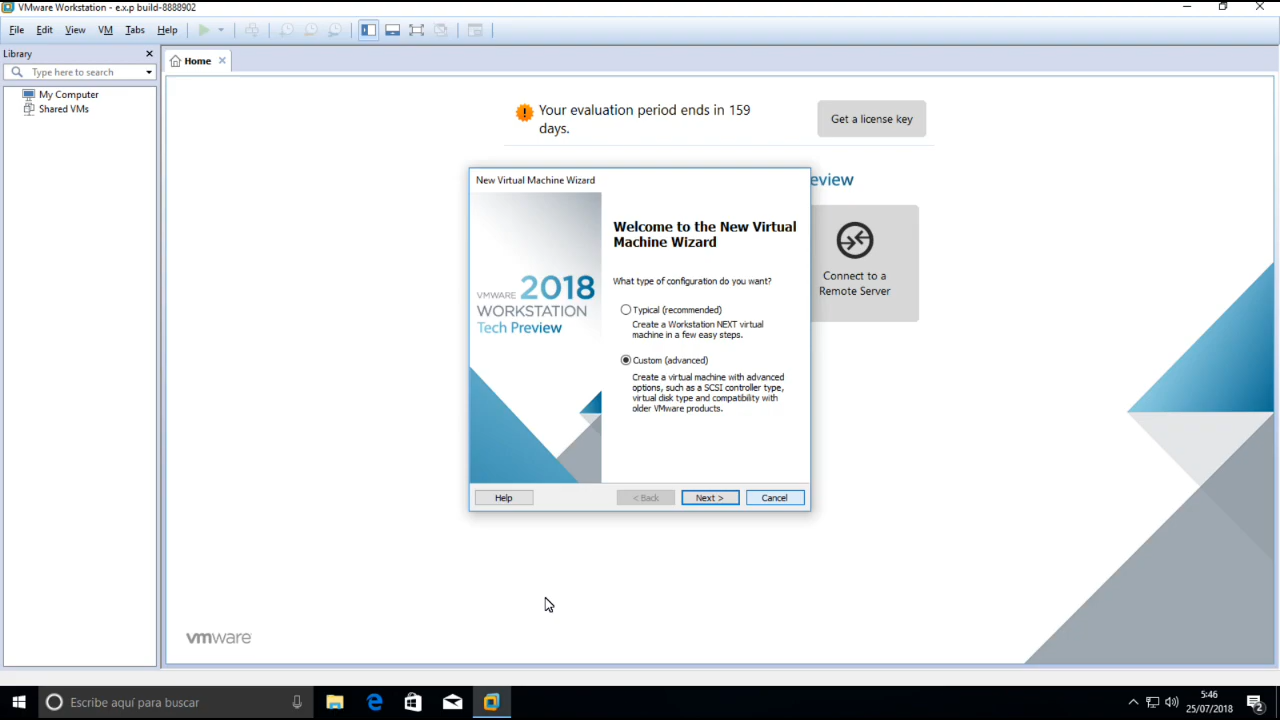 VMware Workstation - e.x.p build-8888902
File Edit View VM Tabs Help
Library
Type here to search
My Computer
Shared VMs
Home
Your evaluation period ends in 159
days.
Get a license key
eview
Connect to a
Remote Server
New Virtual Machine Wizard
VMWARE 2018
WORKSTATION
Tech Preview
Welcome to the New Virtual
Machine Wizard
What type of configuration do you want?
Typical (recommended)
Create a Workstation NEXT virtual
machine in a few easy steps.
Custom (advanced)
Create a virtual machine with advanced
options, such as a SCSI controller type,
virtual disk type and compatibility with
older VMware products.
Help < Back Next > Cancel
vmware
Escribe aquí para buscar
5:46
25/07/2018
2